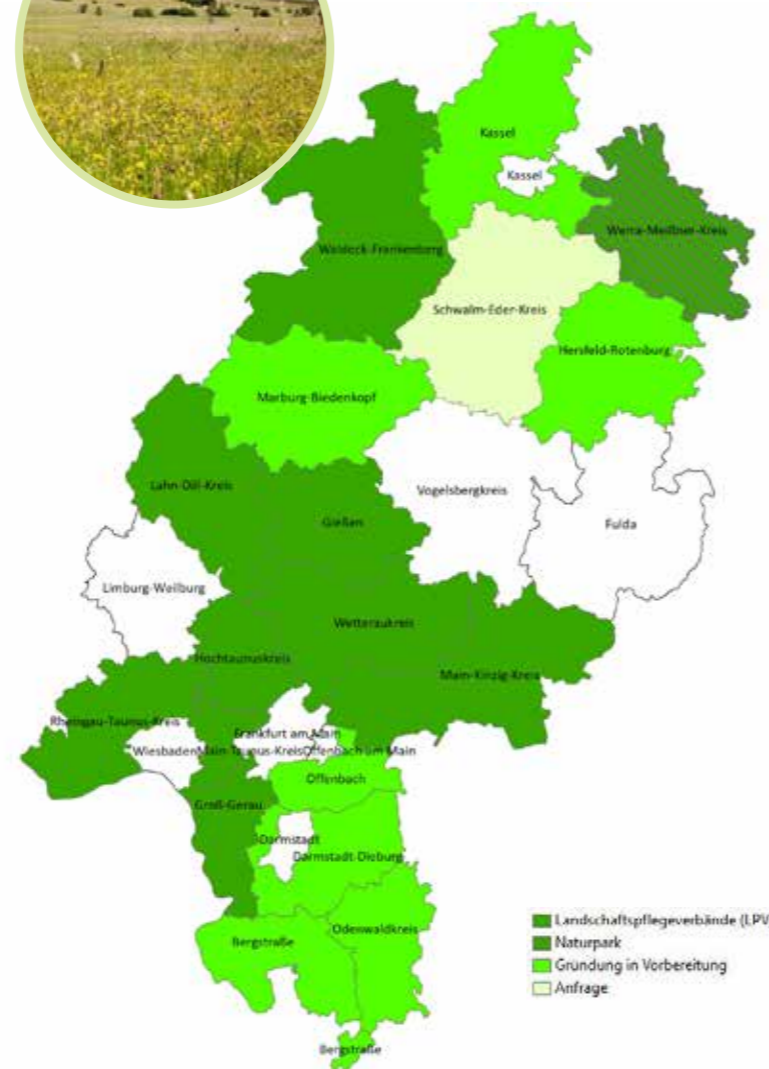 Kassel
Kassel
Werra-Meißner-Kreis
Waldeck-Frankenberg
Schwalm-Eder-Kreis
Hersfeld-Rotenburg
Marburg-Biedenkopf
Lahn-Dill-Kreis
Vogelsbergkreis
Gießen
Fulda
Limburg-Weilburg
Wetteraukreis
Hochtaunuskreis
Main-Kinzig-Kreis
Rheingau-Taunus-Kreis
Frankfurt am Main
Wiesbaden
Main-Taunus-Kreis
Offenbach am Main
Offenbach
Groß-Gerau
Darmstadt
Darmstadt-Dieburg
Odenwaldkreis
Bergstraße
Bergstraße
Landschaftspflegeverbände (LPV
Naturpark
Gründung in Vorbereitung
Anfrage